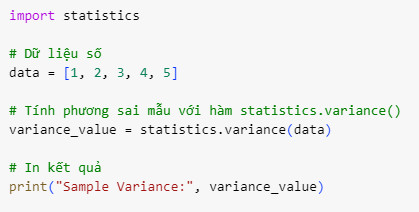 import statistics
# Dữ liệu số
data = [1, 2, 3, 4, 5]
# Tính phương sai mẫu với hàm statistics.variance()
variance_value = statistics.variance(data)
# In kết quả
print("Sample Variance:", variance_value)